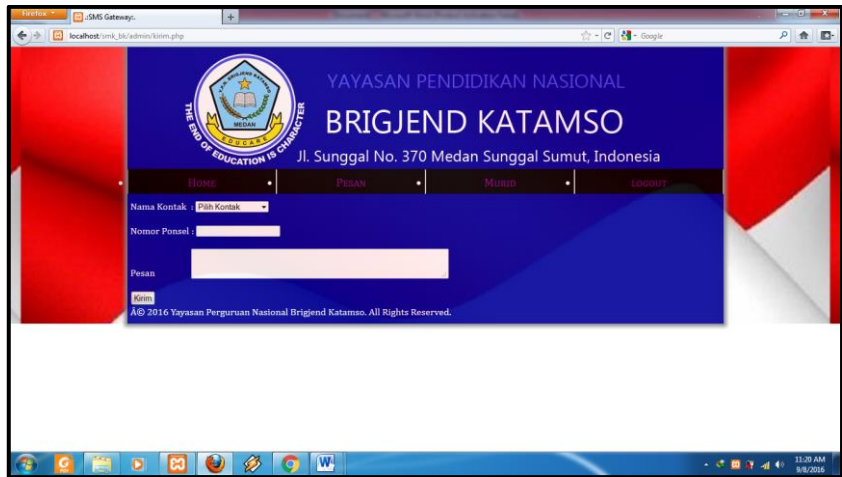 Firefox
.:SMS Gateway:.
localhost/smk_bk/admin/kirim.php
Google
MEDAN
EDUCARE
THE END OF EDUCATION IS CHARACTER
YAYASAN PENDIDIKAN NASIONAL
BRIGJEND KATAMSO
Jl. Sunggal No. 370 Medan Sunggal Sumut, Indonesia
HOME
PESAN
MURID
LOGOUT
Nama Kontak : Pilih Kontak
Nomor Ponsel :
Pesan
Kirim
Â© 2016 Yayasan Perguruan Nasional Brigjend Katamso. All Rights Reserved.
11:20 AM
9/8/2016